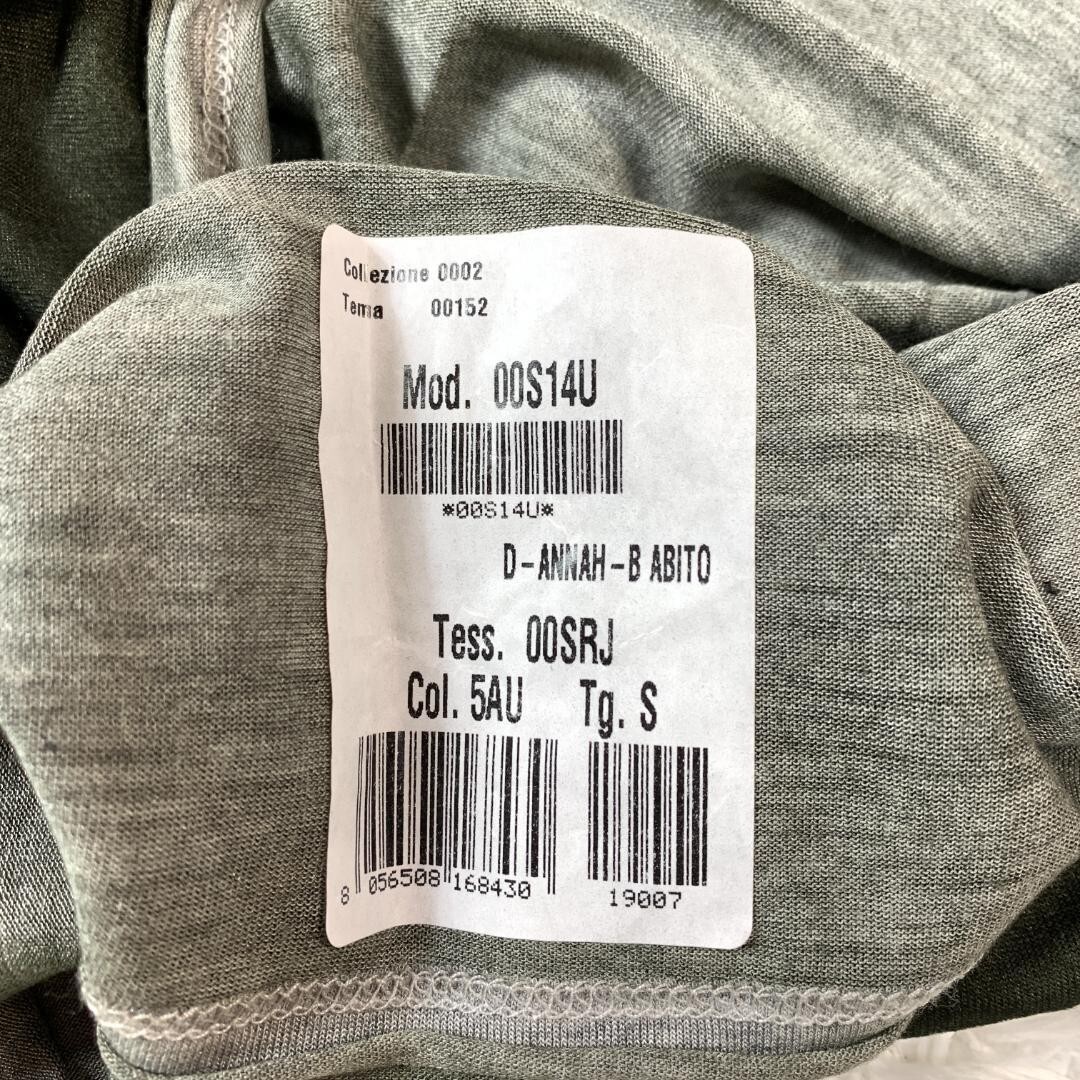 Collezione 0002
Tema 00152
Mod. 00S14U
*00S14U*
D-ANNAH-B ABITO
Tess. 00SRJ
Col. 5AU Tg. S
8 056508 168430 19007